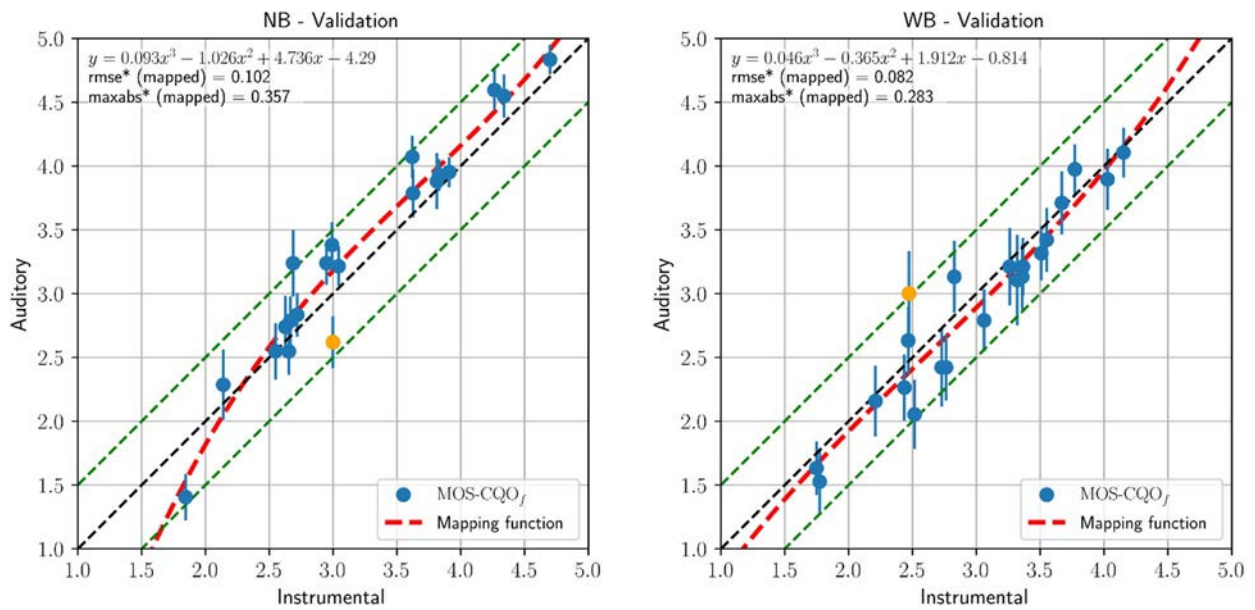 NB - Validation
y = 0.093x³ − 1.026x² + 4.736x − 4.29
rmse* (mapped) = 0.102
maxabs* (mapped) = 0.357
5.0
4.5
4.0
3.5
3.0
2.5
2.0
1.5
1.0
Auditory
MOS-CQO_f
Mapping function
1.0 1.5 2.0 2.5 3.0 3.5 4.0 4.5 5.0
Instrumental
WB - Validation
y = 0.046x³ − 0.365x² + 1.912x − 0.814
rmse* (mapped) = 0.082
maxabs* (mapped) = 0.283
5.0
4.5
4.0
3.5
3.0
2.5
2.0
1.5
1.0
Auditory
MOS-CQO_f
Mapping function
1.0 1.5 2.0 2.5 3.0 3.5 4.0 4.5 5.0
Instrumental